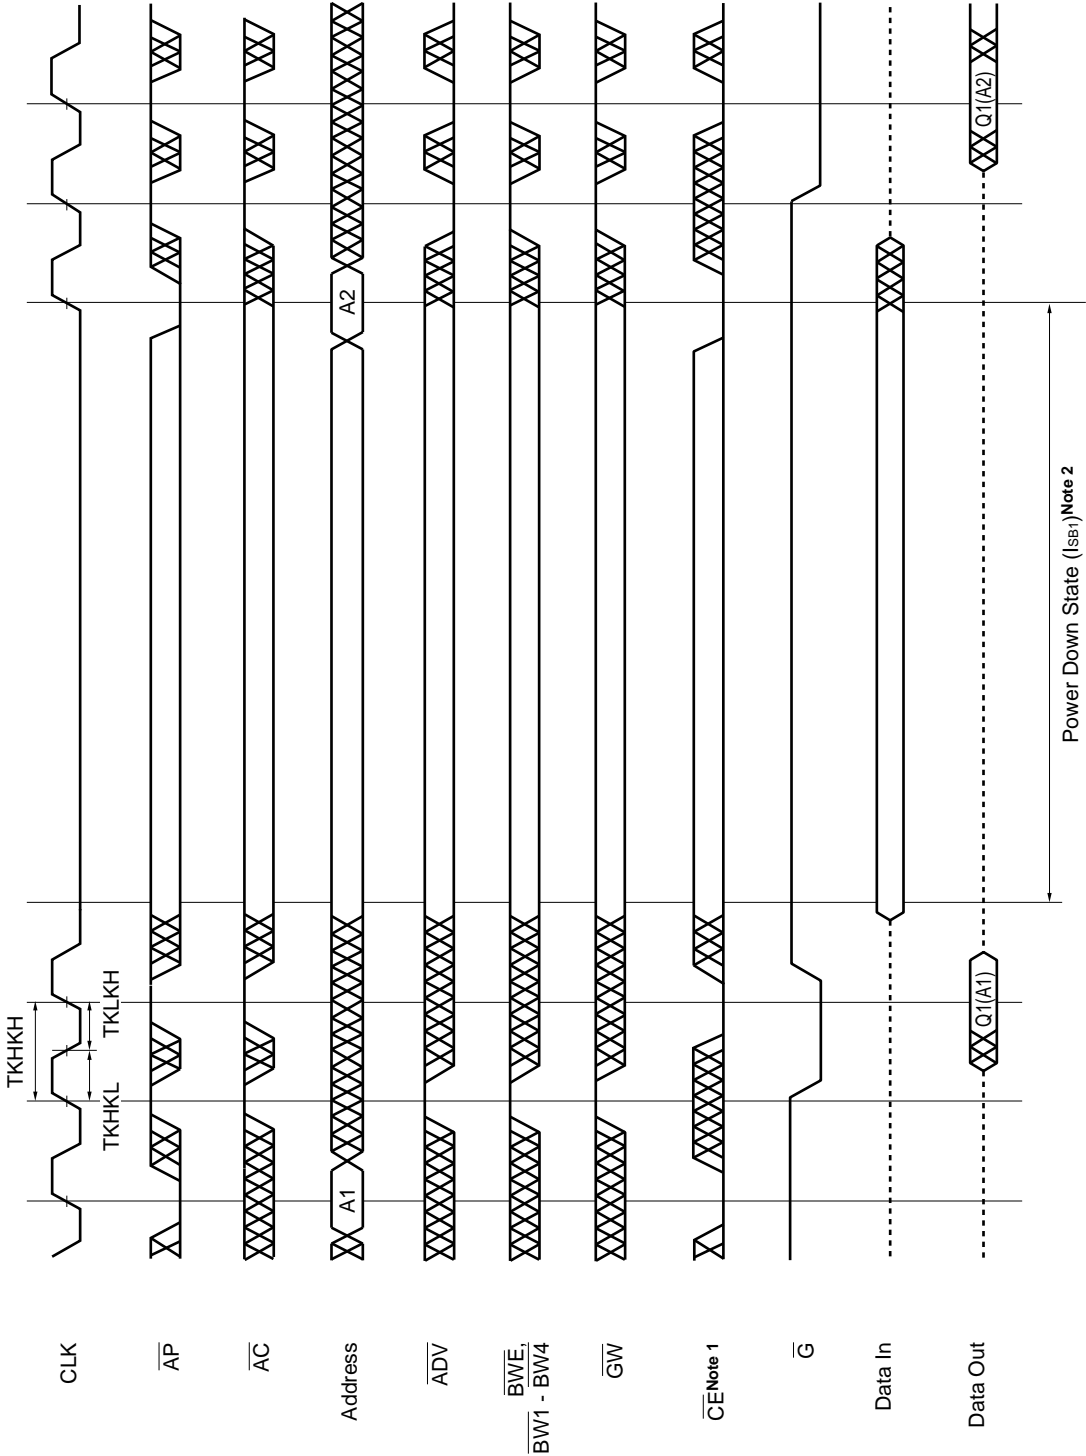 TKHKH
TKHKL
TKLKH
CLK
AP
AC
Address
A1
A2
ADV
BWE,
BW1 - BW4
GW
CENote 1
G
Data In
Data Out
Q1(A1)
Q1(A2)
Power Down State (ISB1)Note 2